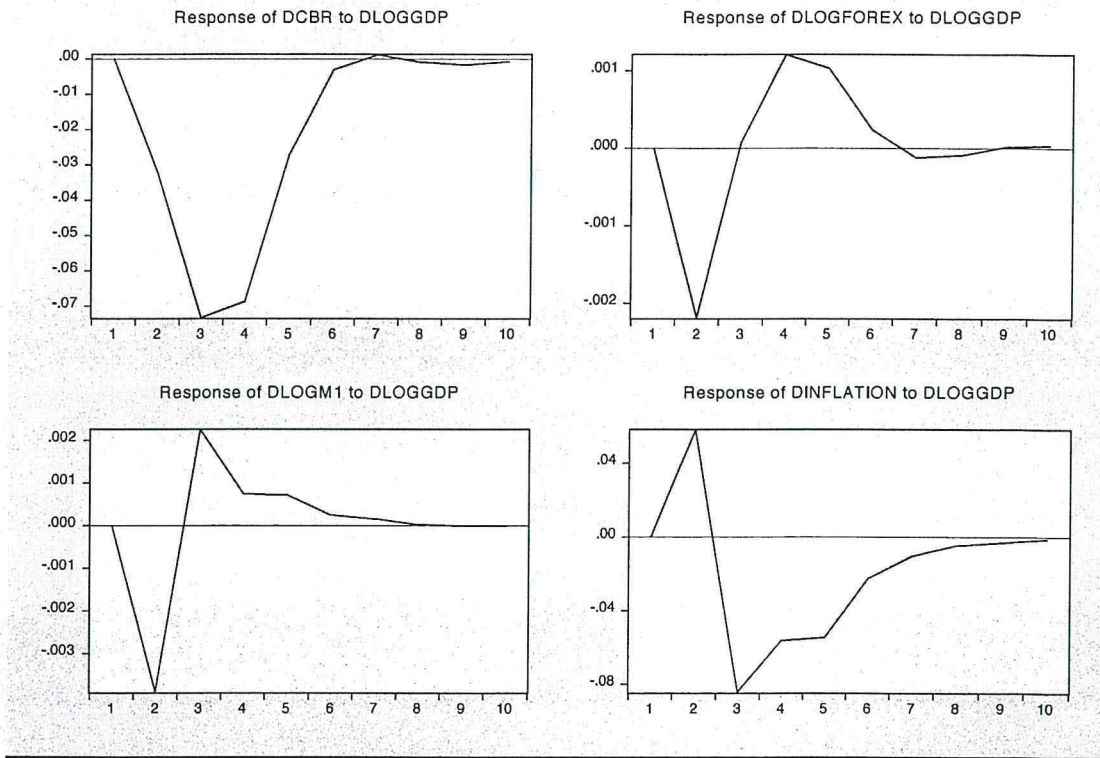 Response of DCBR to DLOGGDP
.00
-.01
-.02
-.03
-.04
-.05
-.06
-.07
1 2 3 4 5 6 7 8 9 10
Response of DLOGFOREX to DLOGGDP
0.001
.000
-.001
-.002
1 2 3 4 5 6 7 8 9 10
Response of DLOGM1 to DLOGGDP
0.002
.001
.000
-.001
-.002
-.003
1 2 3 4 5 6 7 8 9 10
Response of DINFLATION to DLOGGDP
.04
.00
-.04
-.08
1 2 3 4 5 6 7 8 9 10